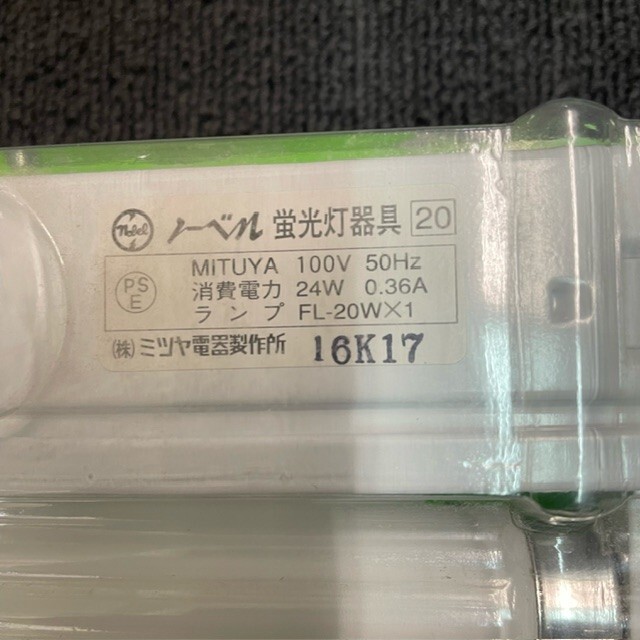 Nobel ノーベル 蛍光灯器具 20
PS
E
MITUYA 100V 50Hz
消費電力 24W 0.36A
ランプ FL-20W×1
(株)ミツヤ電器製作所 16K17